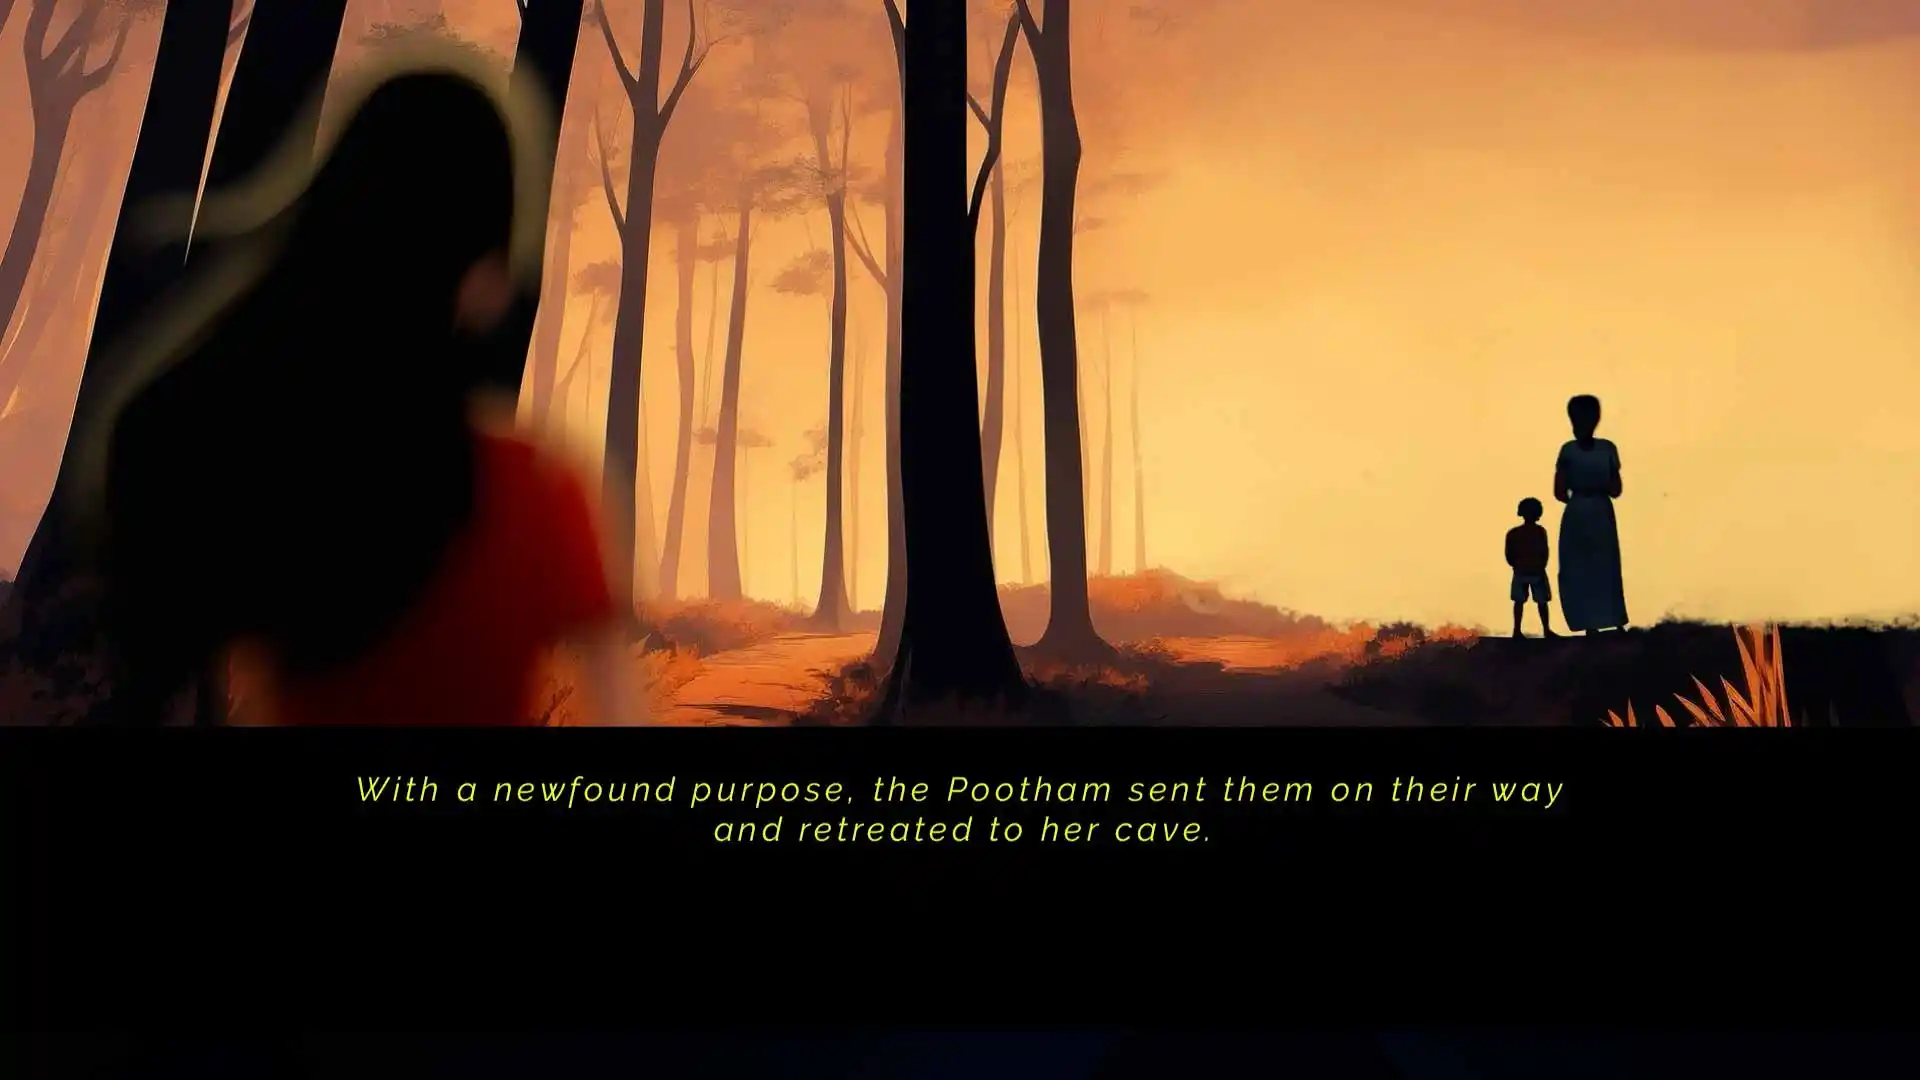 With a newfound purpose, the Pootham sent them on their way
and retreated to her cave.